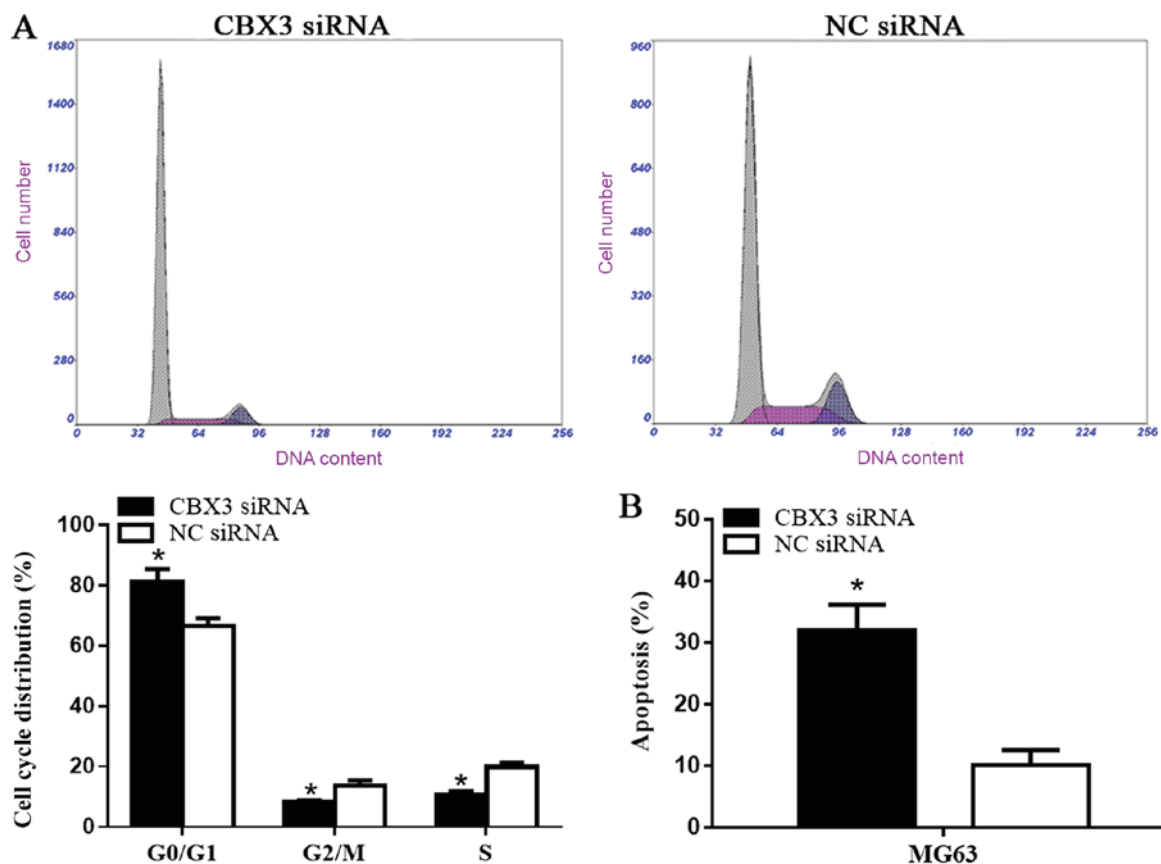 A
CBX3 siRNA
NC siRNA
Cell number
1680
1400
1120
840
560
280
0
0 32 64 96 128 160 192 224 256
DNA content
Cell number
960
800
640
480
320
160
0
0 32 64 96 128 160 192 224 256
DNA content
CBX3 siRNA
NC siRNA
Cell cycle distribution (%)
100
80
60
40
20
0
*
*
*
G0/G1 G2/M S
B
CBX3 siRNA
NC siRNA
Apoptosis (%)
50
40
30
20
10
0
*
MG63